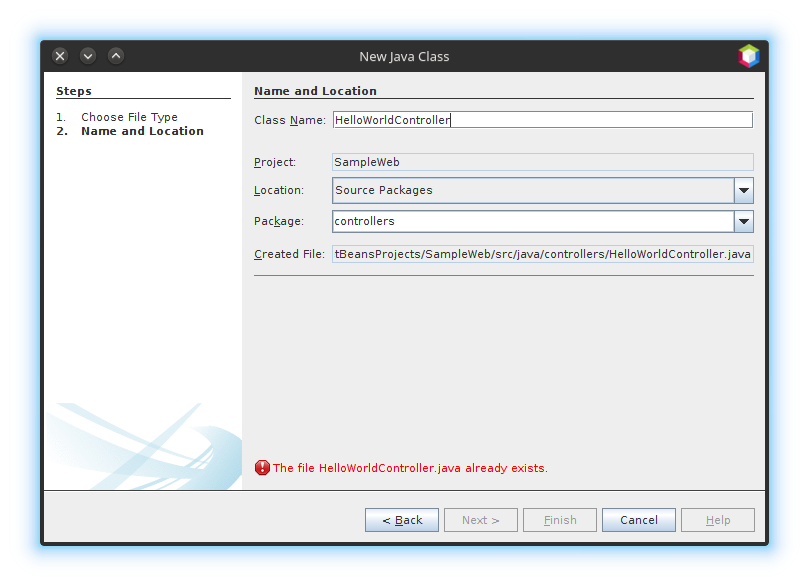 New Java Class
Steps
1. Choose File Type
2. Name and Location
Name and Location
Class Name: HelloWorldController
Project: SampleWeb
Location: Source Packages
Package: controllers
Created File: tBeansProjects/SampleWeb/src/java/controllers/HelloWorldController.java
The file HelloWorldController.java already exists.
< Back Next > Finish Cancel Help